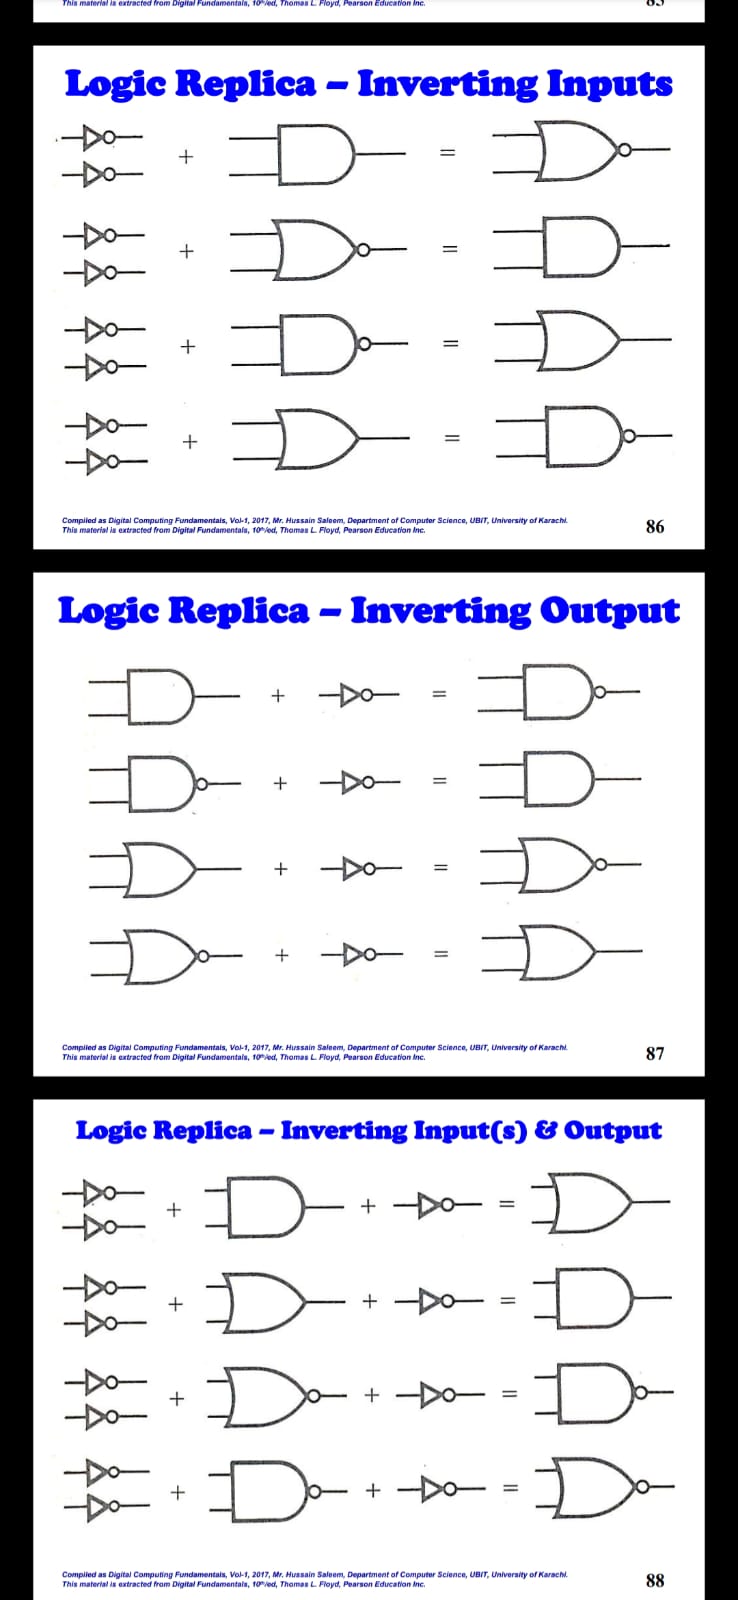 This material is extracted from Digital Fundamentals, 10th/ed, Thomas L. Floyd, Pearson Education Inc.
Logic Replica – Inverting Inputs
+ =
+ =
+ =
+ =
Compiled as Digital Computing Fundamentals, Vol-1, 2017, Mr. Hussain Saleem, Department of Computer Science, UBIT, University of Karachi.
This material is extracted from Digital Fundamentals, 10th/ed, Thomas L. Floyd, Pearson Education Inc.
86
Logic Replica – Inverting Output
+ =
+ =
+ =
+ =
Compiled as Digital Computing Fundamentals, Vol-1, 2017, Mr. Hussain Saleem, Department of Computer Science, UBIT, University of Karachi.
This material is extracted from Digital Fundamentals, 10th/ed, Thomas L. Floyd, Pearson Education Inc.
87
Logic Replica – Inverting Input(s) & Output
+ + =
+ + =
+ + =
+ + =
Compiled as Digital Computing Fundamentals, Vol-1, 2017, Mr. Hussain Saleem, Department of Computer Science, UBIT, University of Karachi.
This material is extracted from Digital Fundamentals, 10th/ed, Thomas L. Floyd, Pearson Education Inc.
88